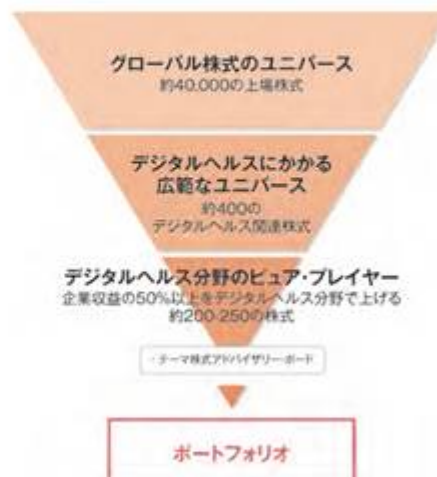 グローバル株式のユニバース
約40,000の上場株式
デジタルヘルスにかかる
広範なユニバース
約400の
デジタルヘルス関連株式
デジタルヘルス分野のピュア・プレイヤー
企業収益の50%以上をデジタルヘルス分野で上げる
約200-250の株式
・テーマ株式アドバイザリー・ボード
ポートフォリオ